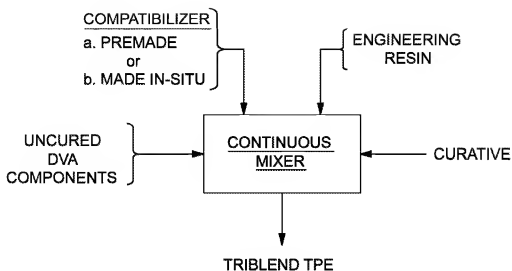 COMPATIBILIZER
a. PREMADE
or
b. MADE IN-SITU
ENGINEERING
RESIN
UNCURED
DVA
COMPONENTS
CONTINUOUS
MIXER
CURATIVE
TRIBLEND TPE